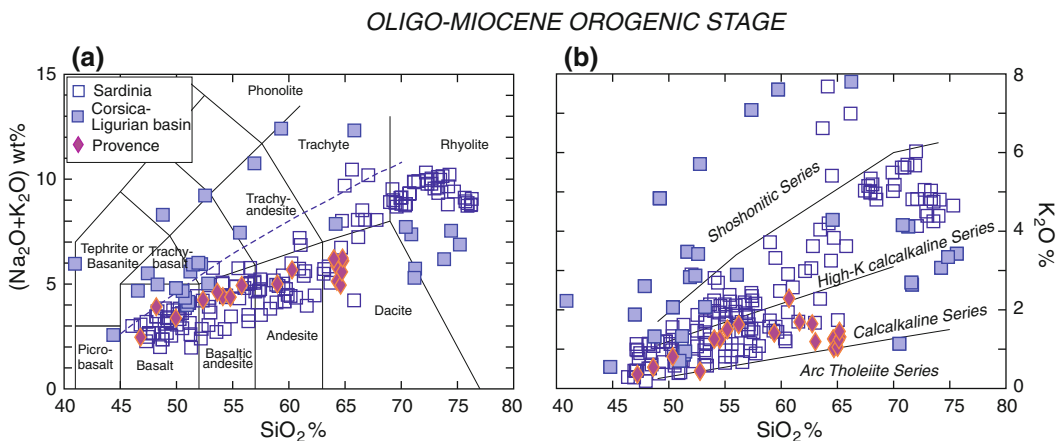 OLIGO-MIOCENE OROGENIC STAGE
(a)
15
10
5
0
(Na2O+K2O) wt%
Sardinia
Corsica-
Ligurian basin
Provence
Phonolite
Trachyte
Rhyolite
Trachy-
andesite
Tephrite or
Basanite
Trachy-
basalt
Picro-
basalt
Basalt
Basaltic
andesite
Andesite
Dacite
40 45 50 55 60 65 70 75 80
SiO2%
(b)
8
6
4
2
0
K2O%
Shoshonitic Series
High-K calcalkaline Series
Calcalkaline Series
Arc Tholeiite Series
40 45 50 55 60 65 70 75 80
SiO2%